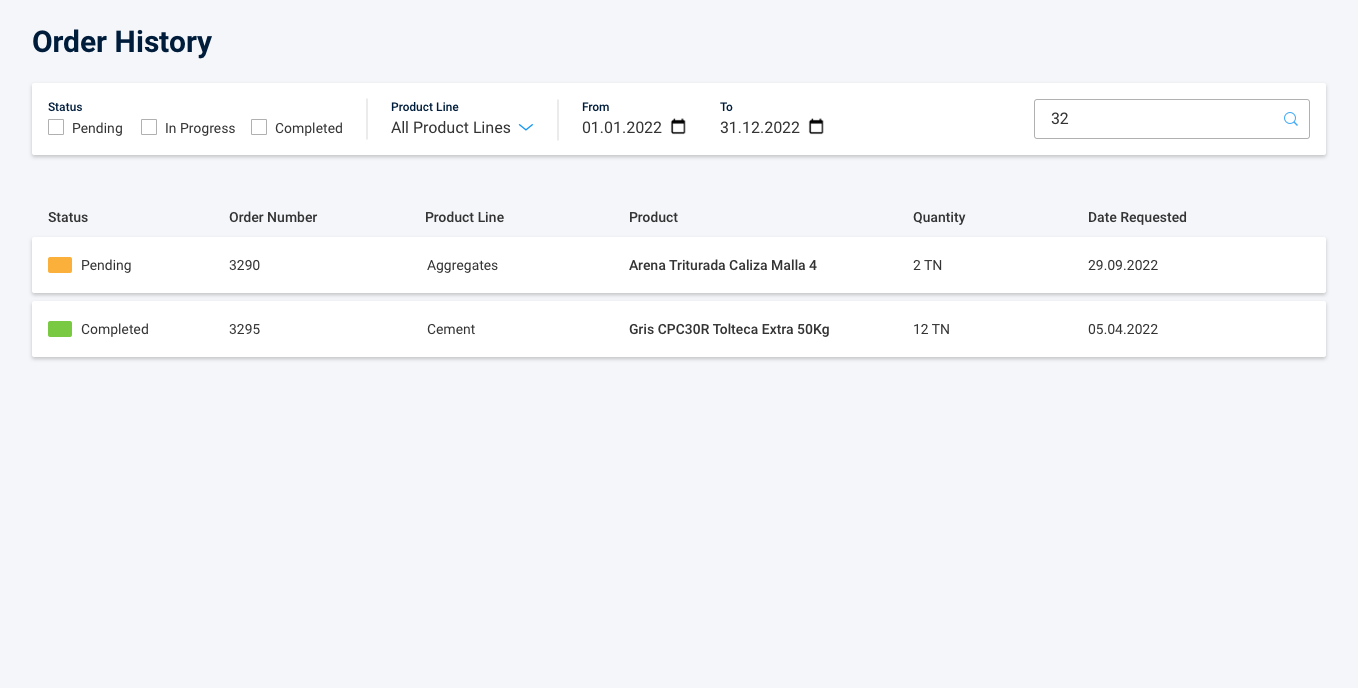 Order History
Status
Pending In Progress Completed
Product Line
All Product Lines
From
01.01.2022
To
31.12.2022
32
Status Order Number Product Line Product Quantity Date Requested
Pending 3290 Aggregates Arena Triturada Caliza Malla 4 2 TN 29.09.2022
Completed 3295 Cement Gris CPC30R Tolteca Extra 50Kg 12 TN 05.04.2022